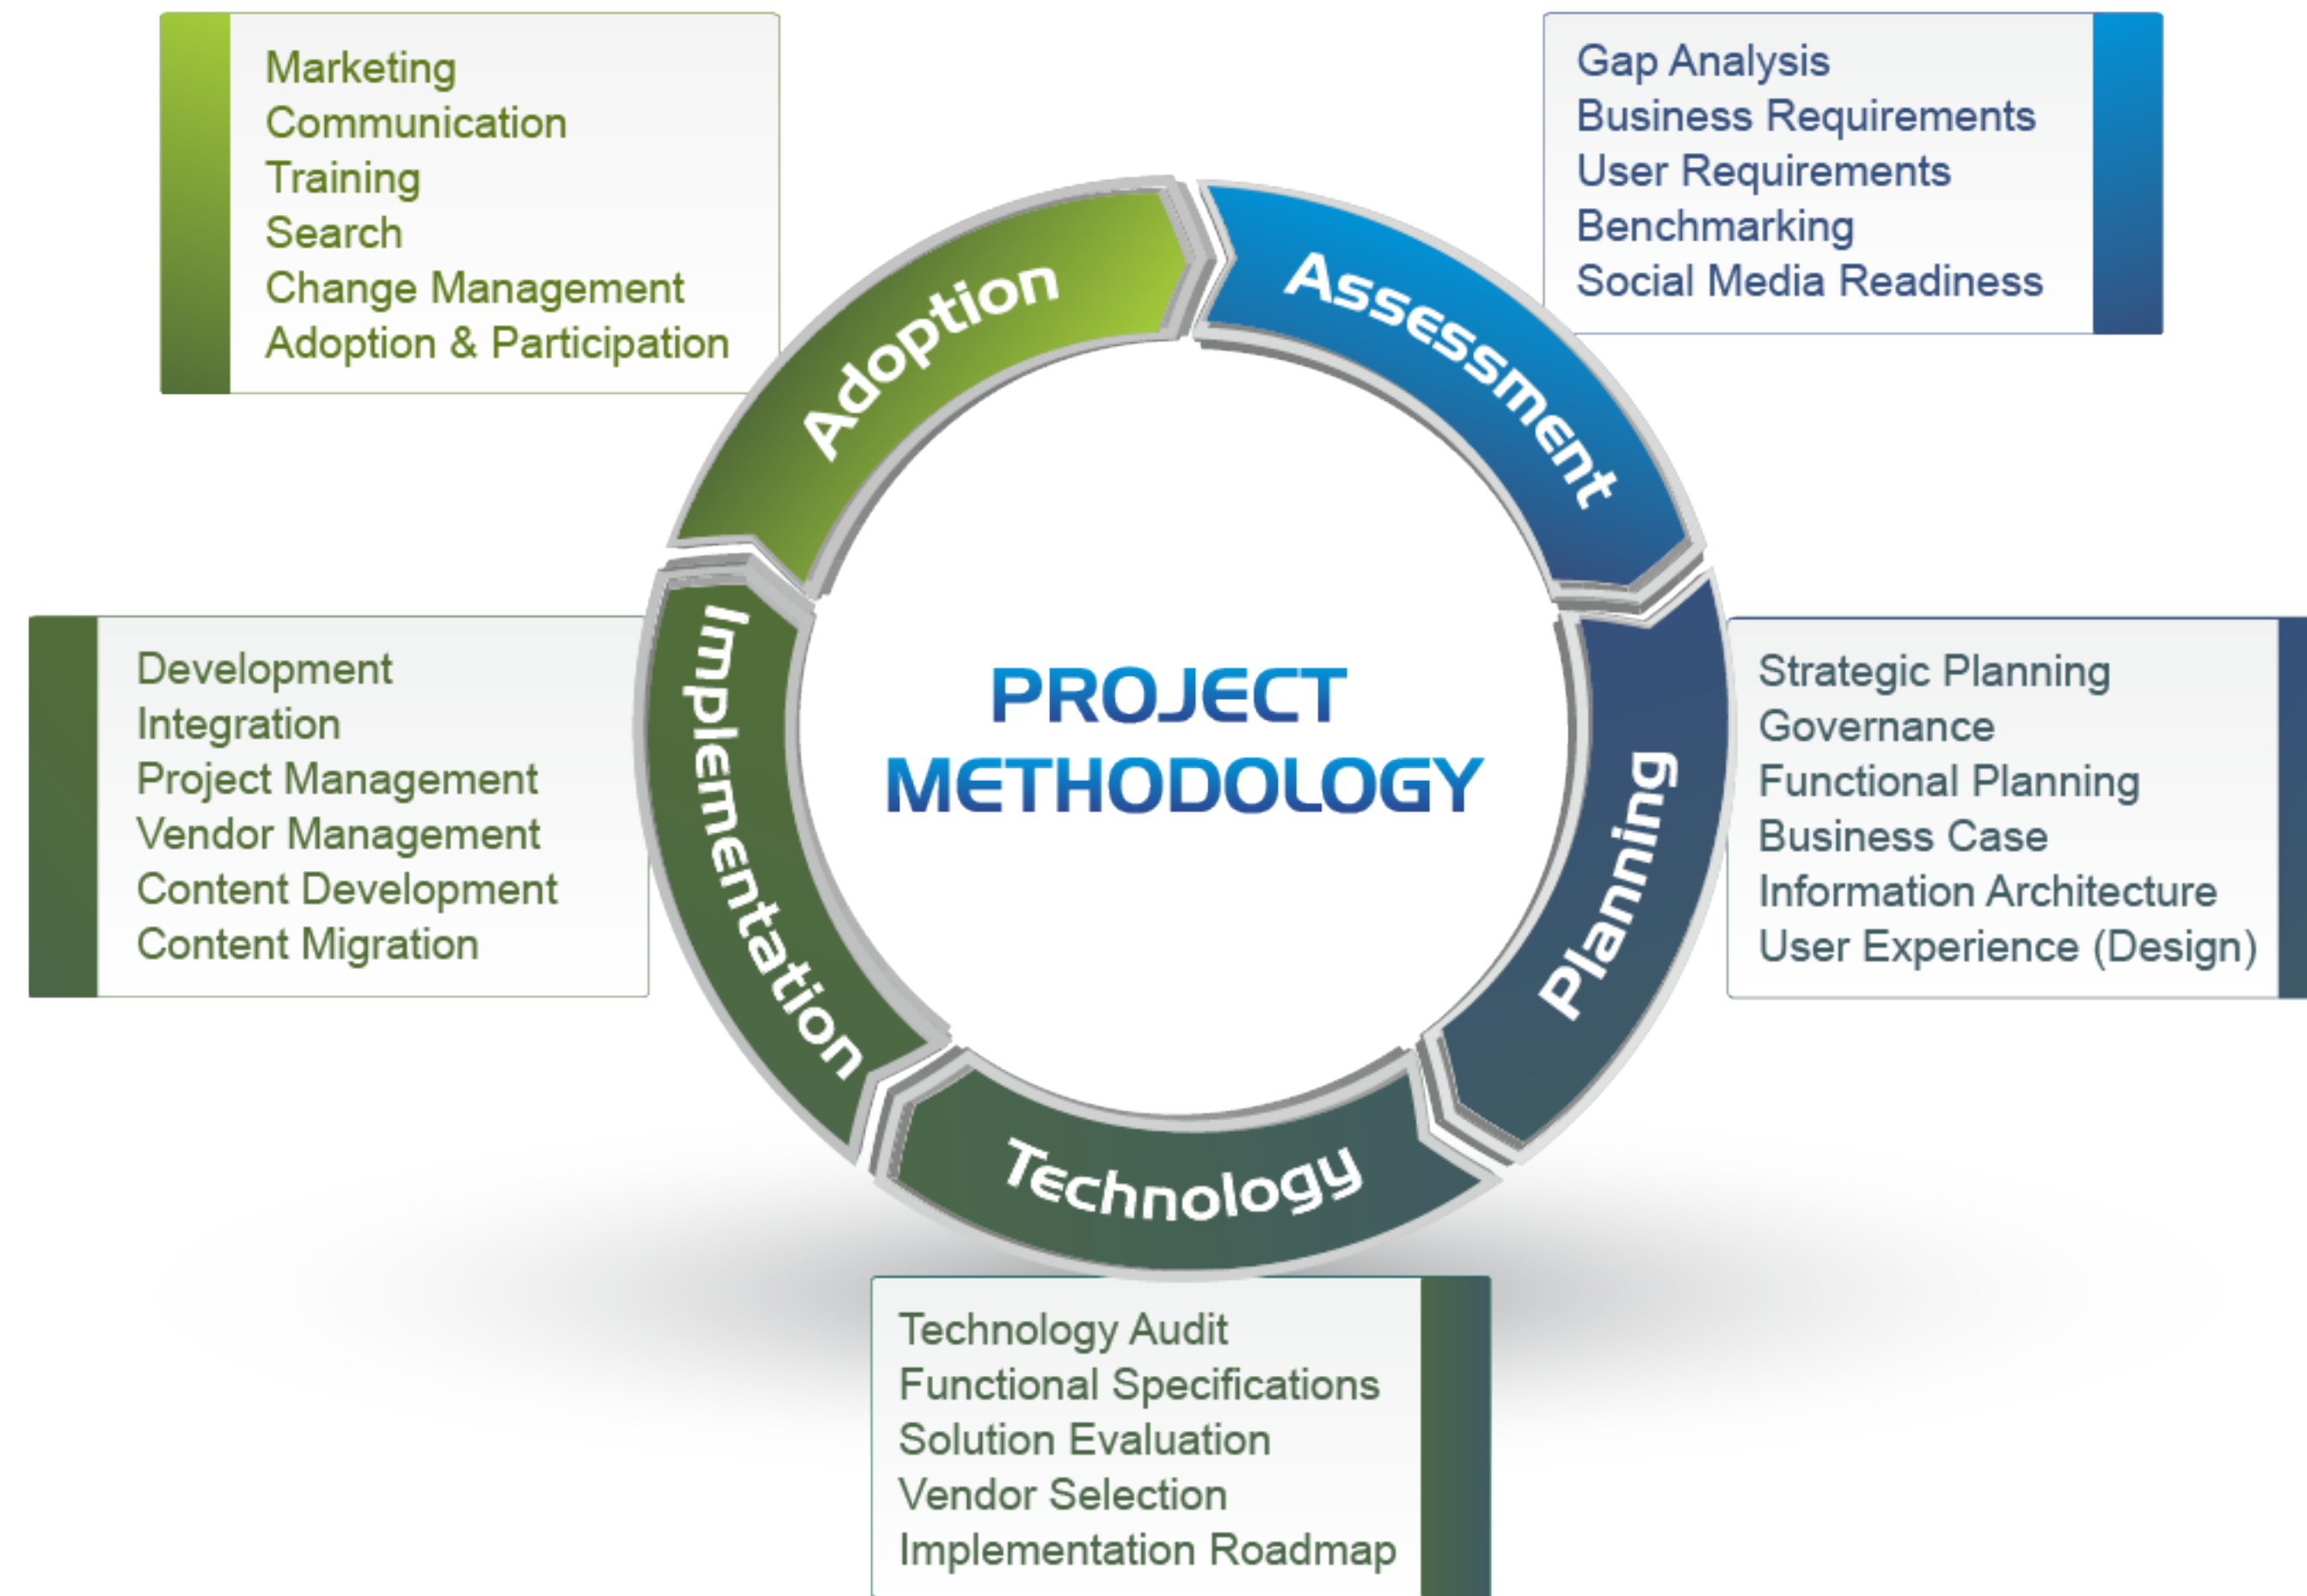 Marketing
Communication
Training
Search
Change Management
Adoption & Participation
Gap Analysis
Business Requirements
User Requirements
Benchmarking
Social Media Readiness
Adoption
Assessment
Implementation
Planning
Technology
PROJECT
METHODOLOGY
Development
Integration
Project Management
Vendor Management
Content Development
Content Migration
Strategic Planning
Governance
Functional Planning
Business Case
Information Architecture
User Experience (Design)
Technology Audit
Functional Specifications
Solution Evaluation
Vendor Selection
Implementation Roadmap